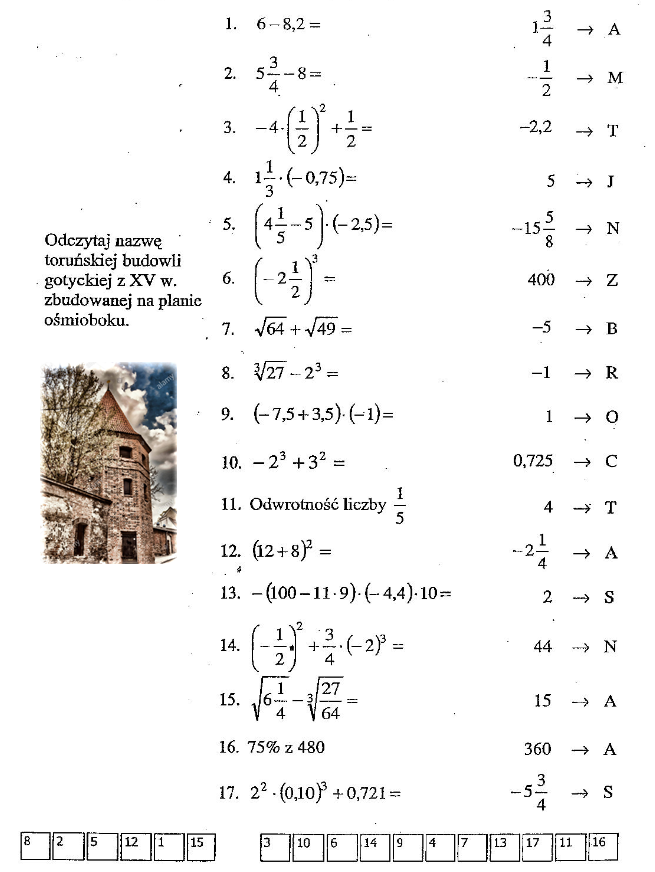 1. 6 – 8,2 = 1 3/4 → A
2. 5 3/4 – 8 = – 1/2 → M
3. –4·(1/2)² + 1/2 = –2,2 → T
4. 1 1/3 · (– 0,75)= 5 → J
5. (4 1/5 – 5)·(– 2,5)= –15 5/8 → N
Odczytaj nazwę
toruńskiej budowli
gotyckiej z XV w.
zbudowanej na planie
ośmioboku.
6. (–2 1/2)³ = 400 → Z
7. √64 + √49 = –5 → B
8. ∛27 – 2³ = –1 → R
9. (– 7,5 + 3,5)·(– 1)= 1 → O
10. – 2³ + 3² = 0,725 → C
11. Odwrotność liczby 1/5 4 → T
12. (12 + 8)² = –2 1/4 → A
13. – (100 – 11 · 9)·(– 4,4)·10 = 2 → S
14. (– 1/2)² + 3/4 · (– 2)³ = 44 → N
15. √(6 1/4) – ∛(27/64) = 15 → A
16. 75% z 480 360 → A
17. 2² · (0,10)³ + 0,721 = –5 3/4 → S
8 2 5 12 1 15 3 10 6 14 9 4 7 13 17 11 16
alamy